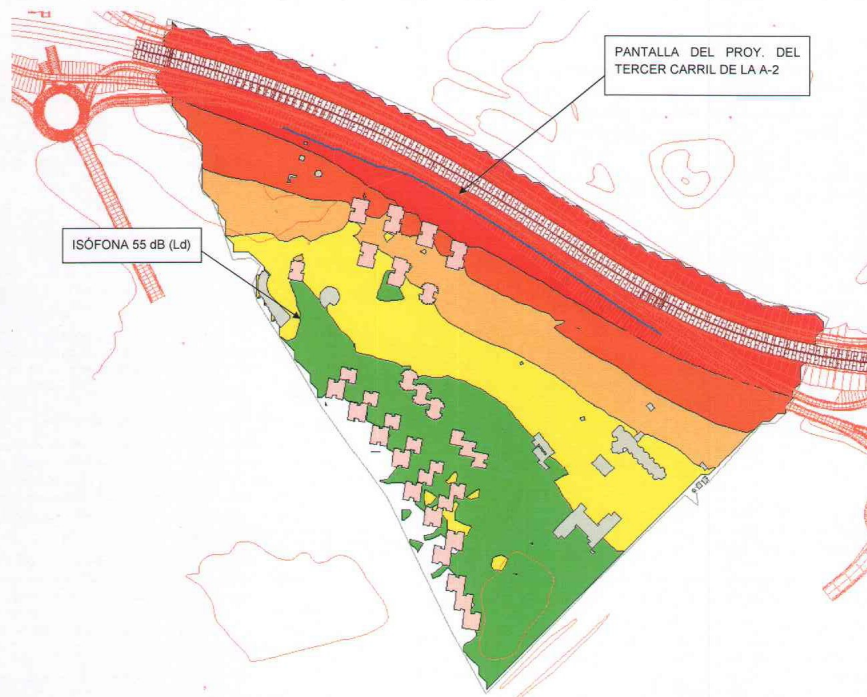 PANTALLA DEL PROY. DEL
TERCER CARRIL DE LA A-2
ISÓFONA 55 dB (Ld)